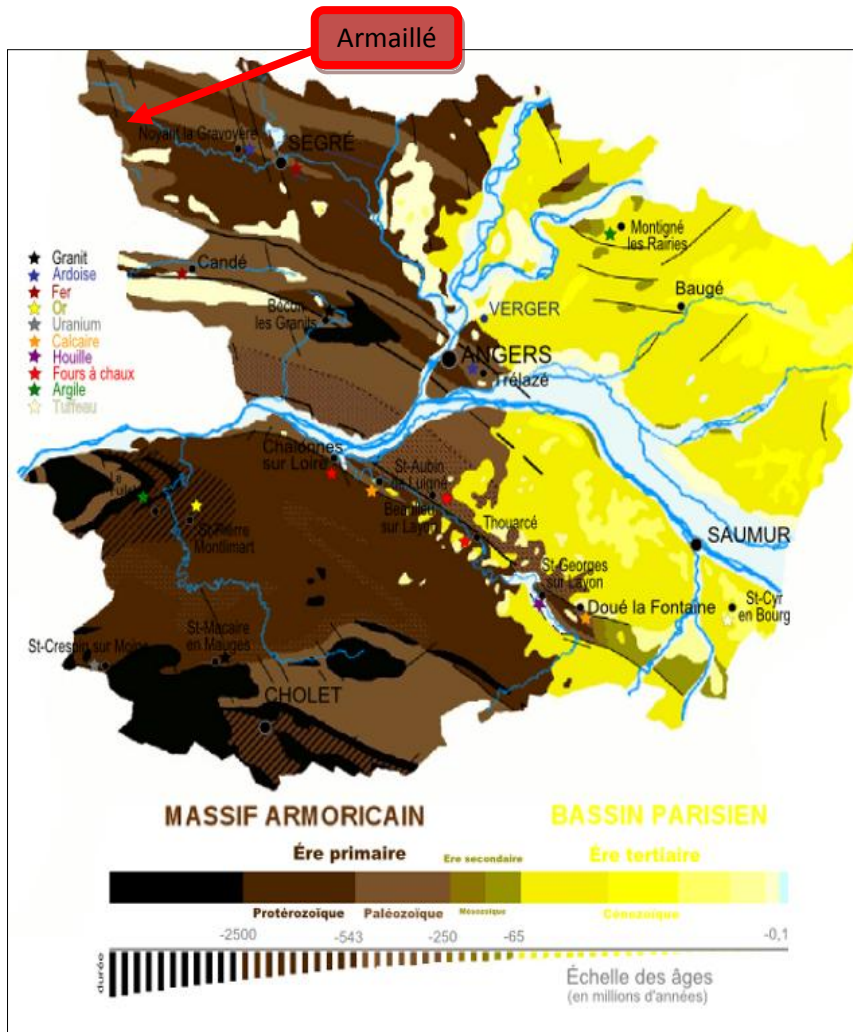 Armaillé
Noyant la Gravoyère
SEGRÉ
Montigné
les Rairies
Granit
Ardoise
Fer
Or
Uranium
Calcaire
Houille
Fours à chaux
Argile
Tuffeau
Candé
Bécon
les Granits
VERGER
Baugé
ANGERS
Trélazé
Chalonnes
sur Loire
St-Aubin
de Luigné
Beaulieu
sur Layon
Thouarcé
Le
St-Pierre
Montlimart
SAUMUR
St-Georges
sur Layon
Doué la Fontaine
St-Cyr
en Bourg
St-Crespin sur Moine
St-Macaire
en Mauges
CHOLET
MASSIF ARMORICAIN
BASSIN PARISIEN
Ére primaire
Ere secondaire
Ére tertiaire
Protérozoïque
Paléozoïque
Mésozoïque
Cénozoïque
-2500
-543
-250
-65
-0,1
durée
Échelle des âges
(en millions d'années)